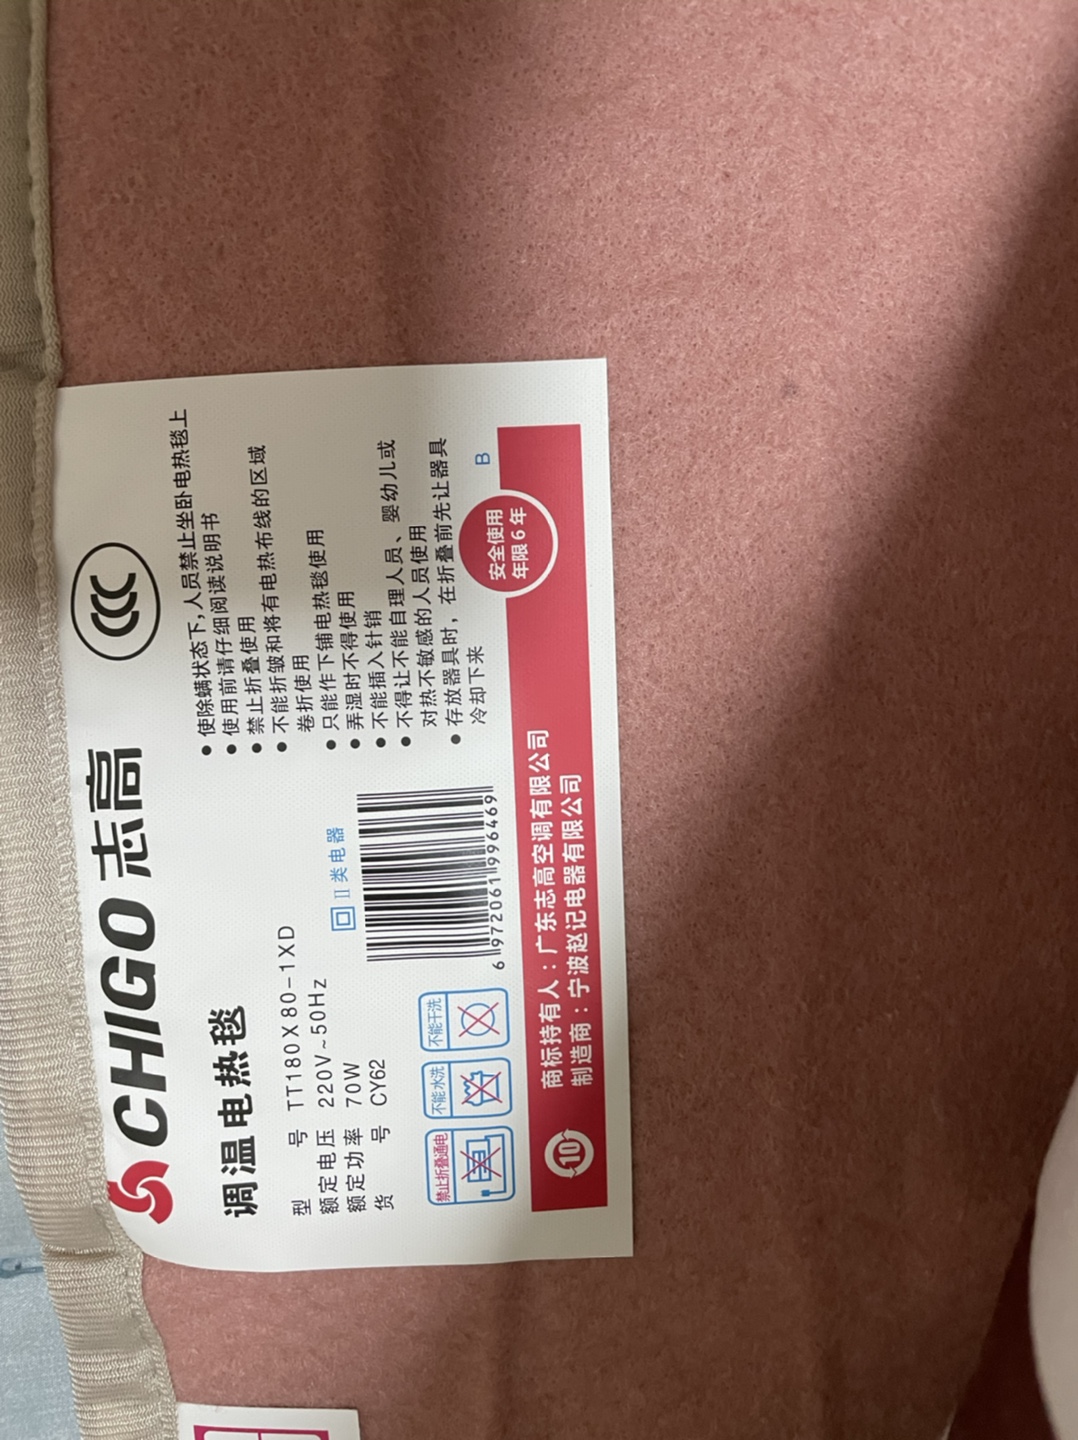 CHIGO 志高
CCC
调温电热毯
型 号 TT180X80-1XD
额定电压 220V~50Hz
额定功率 70W
货 号 CY62
II类电器
禁止折叠通电
不能水洗
不能干洗
6 972061 996469
● 使除螨状态下,人员禁止坐卧电热毯上
● 使用前请仔细阅读说明书
● 禁止折叠使用
● 不能折皱和将有电热布线的区域
卷折使用
● 只能作下铺电热毯使用
● 弄湿时不得使用
● 不能插入针销
● 不得让不能自理人员、婴幼儿或
对热不敏感的人员使用
● 存放器具时，在折叠前先让器具
冷却下来
B
安全使用
年限6年
10
商标持有人：广东志高空调有限公司
制造商：宁波赵记电器有限公司